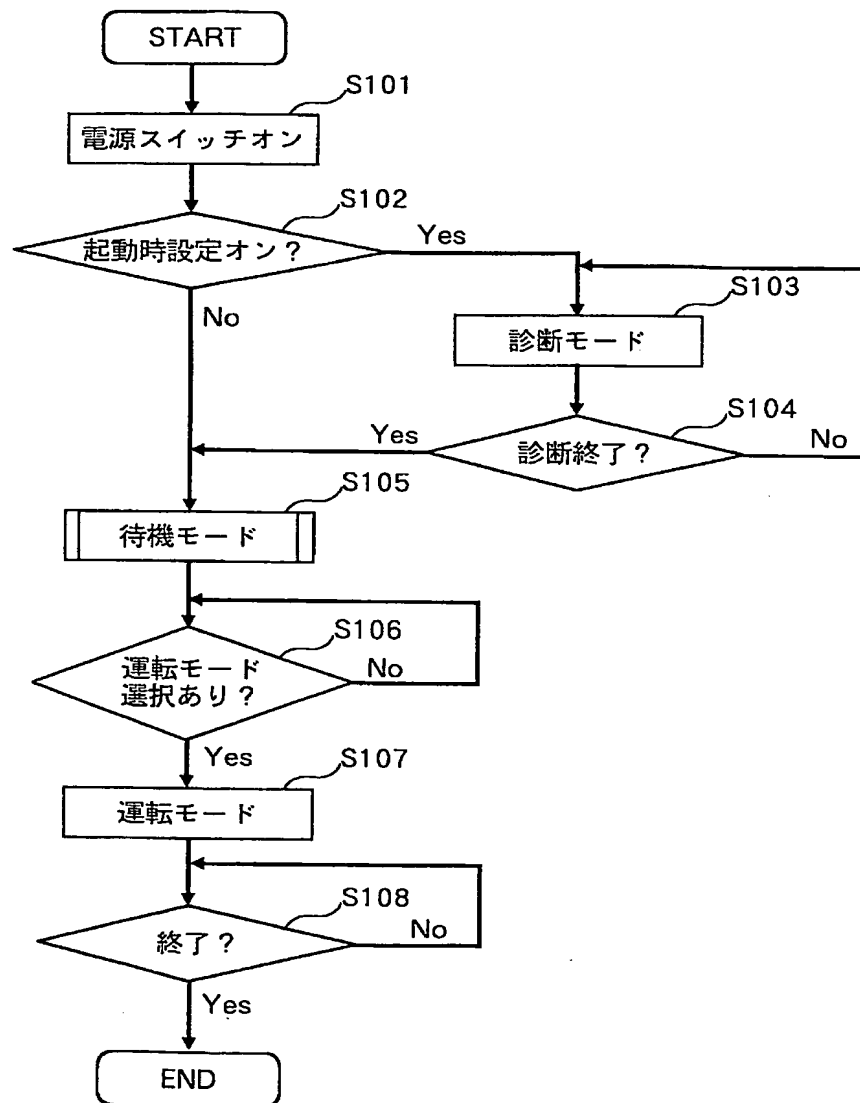 START
S101
電源スイッチオン
S102
起動時設定オン？
Yes
No
S103
診断モード
S104
診断終了？
Yes
No
S105
待機モード
S106
運転モード
選択あり？
No
Yes
S107
運転モード
S108
終了？
No
Yes
END